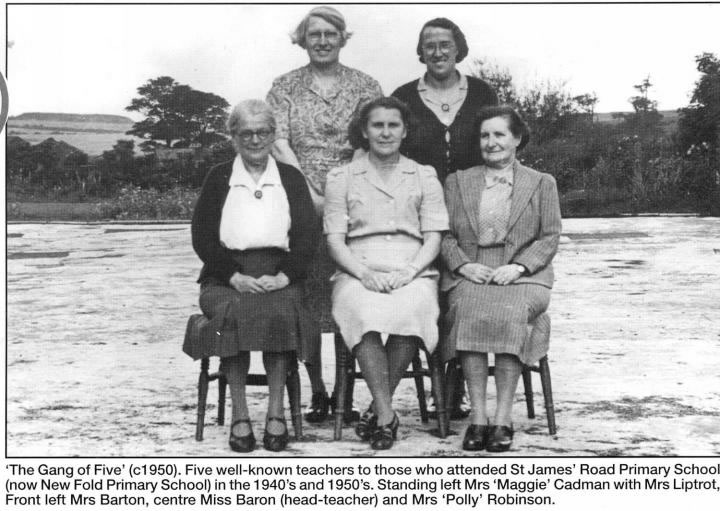 'The Gang of Five' (c1950). Five well-known teachers to those who attended St James' Road Primary School
(now New Fold Primary School) in the 1940's and 1950's. Standing left Mrs 'Maggie' Cadman with Mrs Liptrot,
Front left Mrs Barton, centre Miss Baron (head-teacher) and Mrs 'Polly' Robinson.